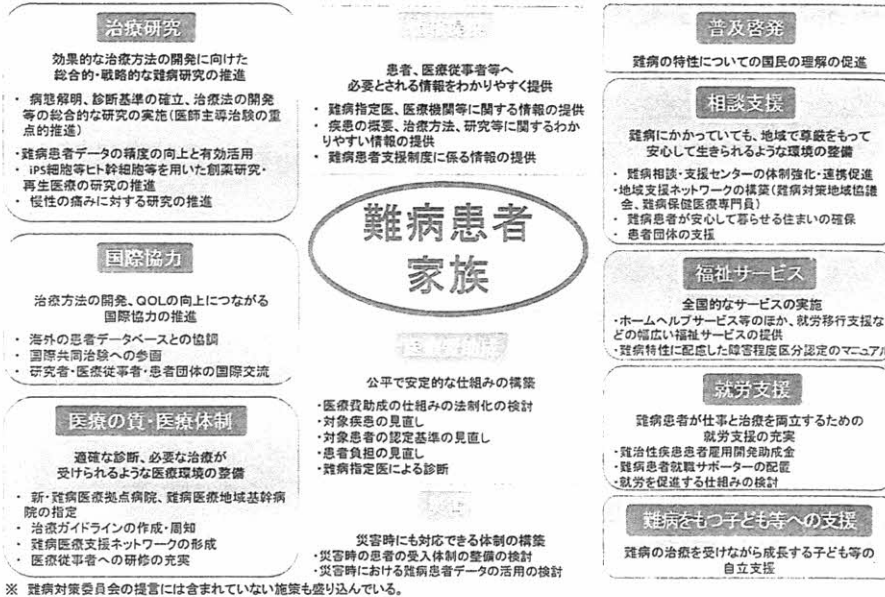 治療研究
効果的な治療方法の開発に向けた
総合的・戦略的な難病研究の推進
・ 病態解明、診断基準の確立、治療法の開発
等の総合的な研究の実施(医師主導治験の重
点的推進)
・難病患者データの精度の向上と有効活用
・ iPS細胞等ヒト幹細胞等を用いた創薬研究・
再生医療の研究の推進
・ 慢性の痛みに対する研究の推進
国際協力
治療方法の開発、QOLの向上につながる
国際協力の推進
・ 海外の患者データベースとの協調
・ 国際共同治験への参画
・ 研究者・医療従事者・患者団体の国際交流
医療の質・医療体制
適確な診断、必要な治療が
受けられるような医療環境の整備
・ 新・難病医療拠点病院、難病医療地域基幹病
院の指定
・ 治療ガイドラインの作成・周知
・ 難病医療支援ネットワークの形成
・ 医療従事者への研修の充実
患者、医療従事者等へ
必要とされる情報をわかりやすく提供
・ 難病指定医、医療機関等に関する情報の提供
・ 疾患の概要、治療方法、研究等に関するわか
りやすい情報の提供
・ 難病患者支援制度に係る情報の提供
難病患者
家族
公平で安定的な仕組みの構築
・医療費助成の仕組みの法制化の検討
・対象疾患の見直し
・対象患者の認定基準の見直し
・患者負担の見直し
・難病指定医による診断
災害時にも対応できる体制の構築
・災害時の患者の受入体制の整備の検討
・災害時における難病患者データの活用の検討
普及啓発
難病の特性についての国民の理解の促進
相談支援
難病にかかっていても、地域で尊厳をもって
安心して生きられるような環境の整備
・ 難病相談・支援センターの体制強化・連携促進
・地域支援ネットワークの構築(難病対策地域協議
会、難病保健医療専門員)
・ 難病患者が安心して暮らせる住まいの確保
・ 患者団体の支援
福祉サービス
全国的なサービスの実施
・ホームヘルプサービス等のほか、就労移行支援な
どの幅広い福祉サービスの提供
・難病特性に配慮した障害程度区分認定のマニュアル
就労支援
難病患者が仕事と治療を両立するための
就労支援の充実
・難治性疾患患者雇用開発助成金
・難病患者就職サポーターの配置
・就労を促進する仕組みの検討
難病をもつ子ども等への支援
難病の治療を受けながら成長する子ども等の
自立支援
※ 難病対策委員会の提言には含まれていない施策も盛り込んでいる。